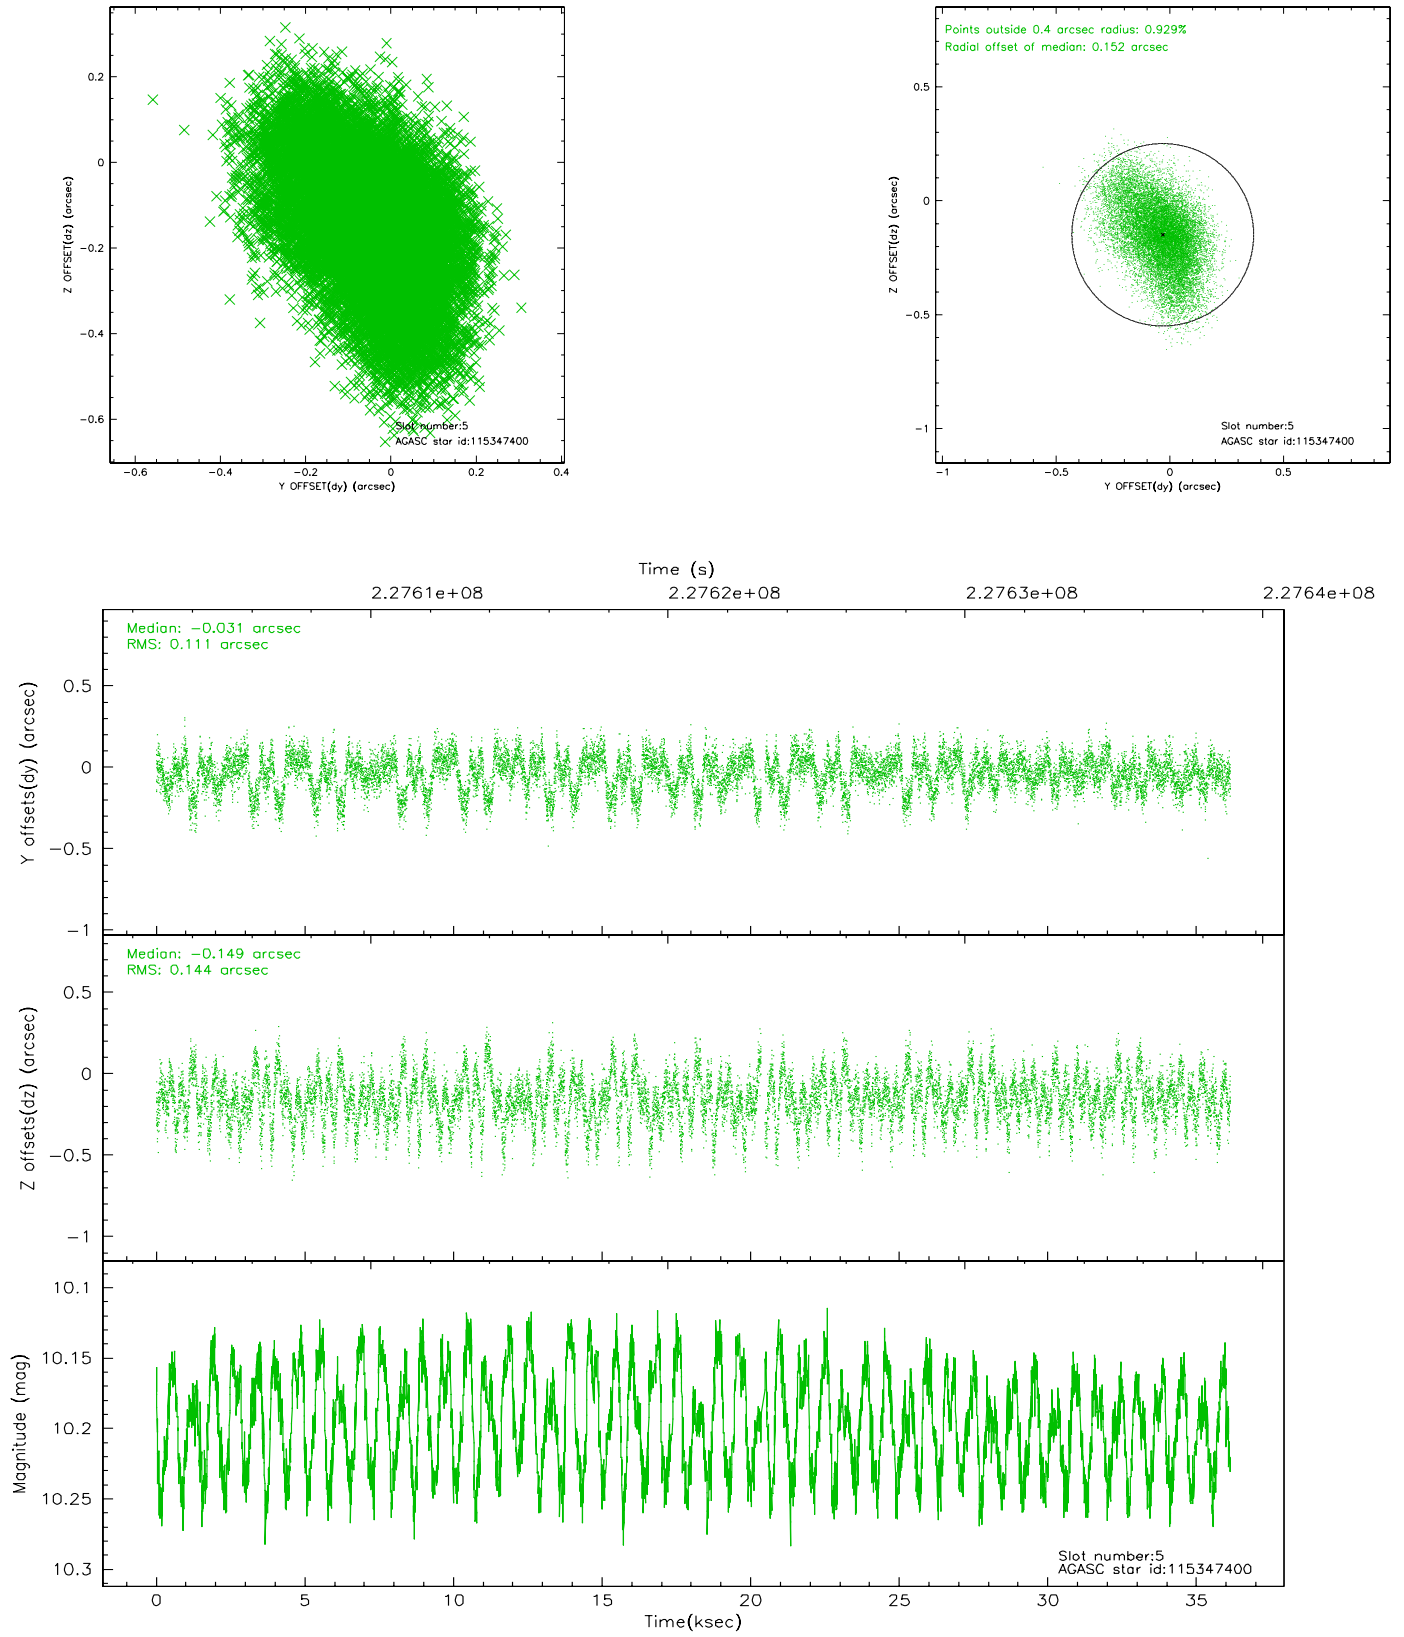 0.2
0
-0.2
-0.4
-0.6
Z OFFSET(dz) (arcsec)
Slot number:5
AGASC star id:115347400
-0.6 -0.4 -0.2 0 0.2 0.4
Y OFFSET(dy) (arcsec)
Points outside 0.4 arcsec radius: 0.929%
Radial offset of median: 0.152 arcsec
0.5
0
-0.5
-1
Z OFFSET(dz) (arcsec)
Slot number:5
AGASC star id:115347400
-1 -0.5 0 0.5
Y OFFSET(dy) (arcsec)
Time (s)
2.2761e+08 2.2762e+08 2.2763e+08 2.2764e+08
Median: -0.031 arcsec
RMS: 0.111 arcsec
0.5
0
-0.5
-1
Y offsets(dy) (arcsec)
Median: -0.149 arcsec
RMS: 0.144 arcsec
0.5
0
-0.5
-1
Z offsets(dz) (arcsec)
10.1
10.15
10.2
10.25
10.3
Magnitude (mag)
Slot number:5
AGASC star id:115347400
0 5 10 15 20 25 30 35
Time(ksec)